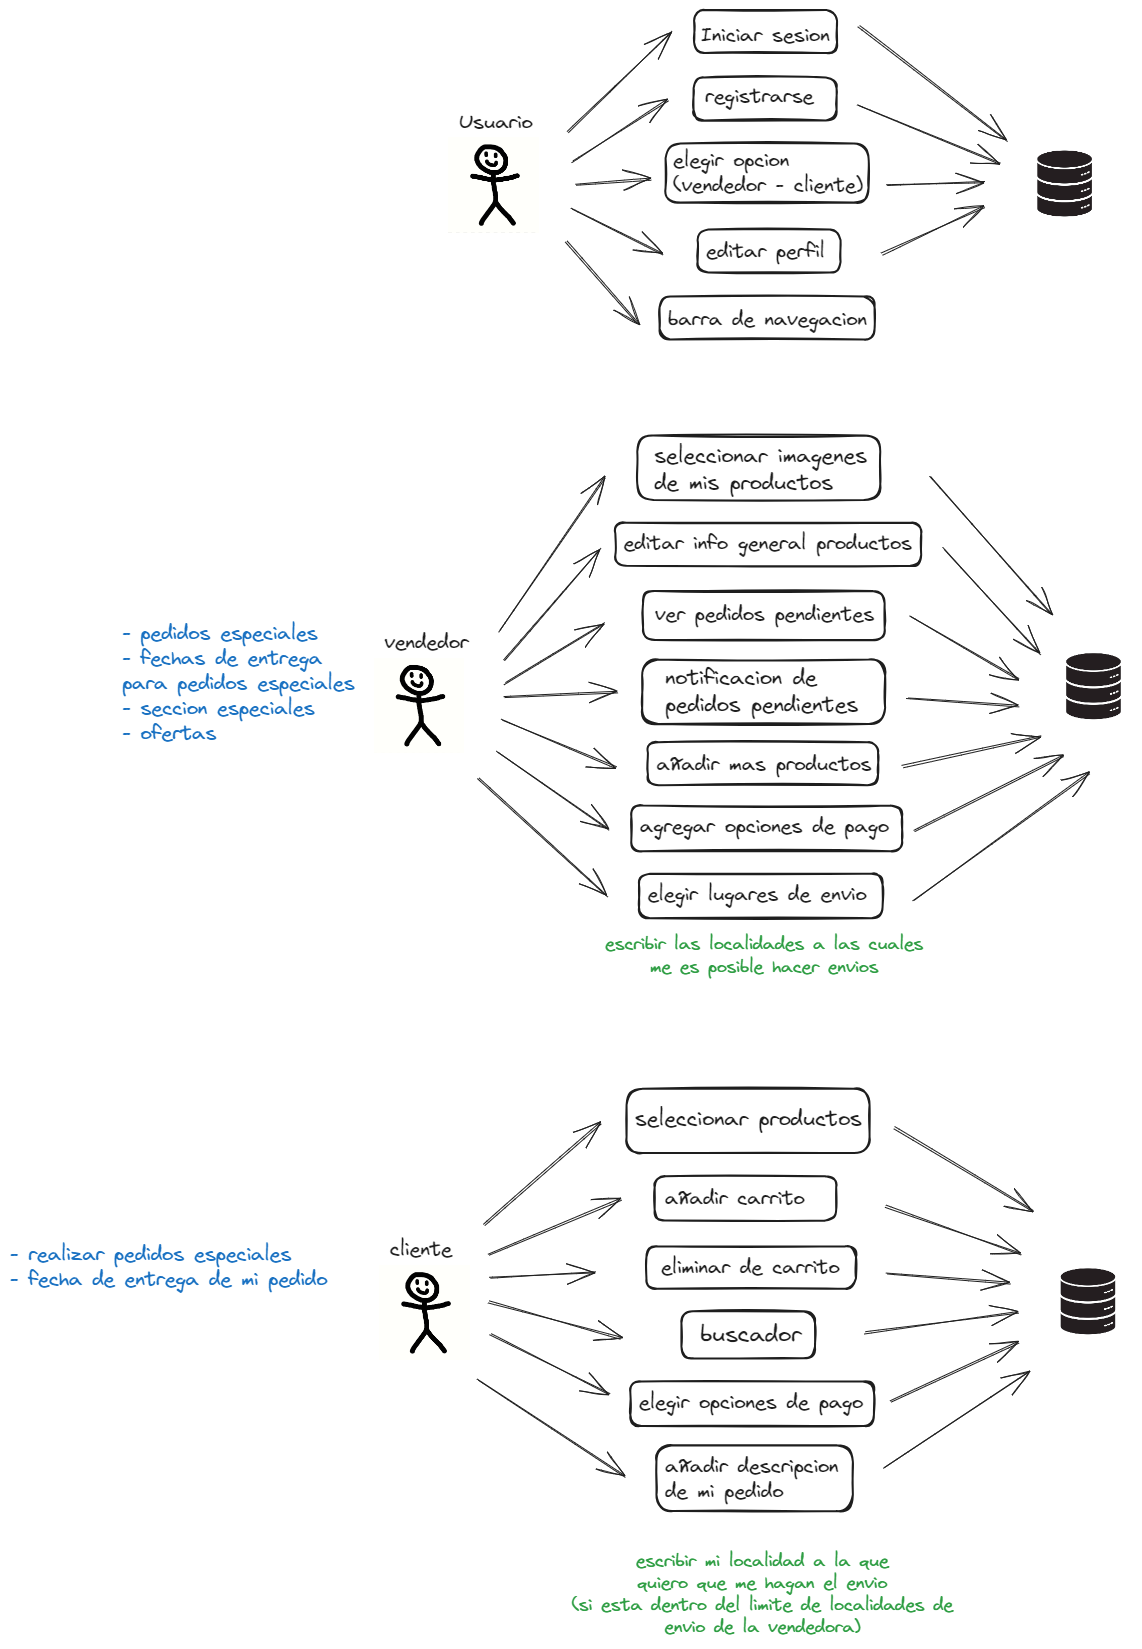 Usuario
Iniciar sesion
registrarse
elegir opcion
(vendedor - cliente)
editar perfil
barra de navegacion
- pedidos especiales
- fechas de entrega
para pedidos especiales
- seccion especiales
- ofertas
vendedor
seleccionar imagenes
de mis productos
editar info general productos
ver pedidos pendientes
notificacion de
pedidos pendientes
añadir mas productos
agregar opciones de pago
elegir lugares de envio
escribir las localidades a las cuales
me es posible hacer envios
- realizar pedidos especiales
- fecha de entrega de mi pedido
cliente
seleccionar productos
añadir carrito
eliminar de carrito
buscador
elegir opciones de pago
añadir descripcion
de mi pedido
escribir mi localidad a la que
quiero que me hagan el envio
(si esta dentro del limite de localidades de
envio de la vendedora)